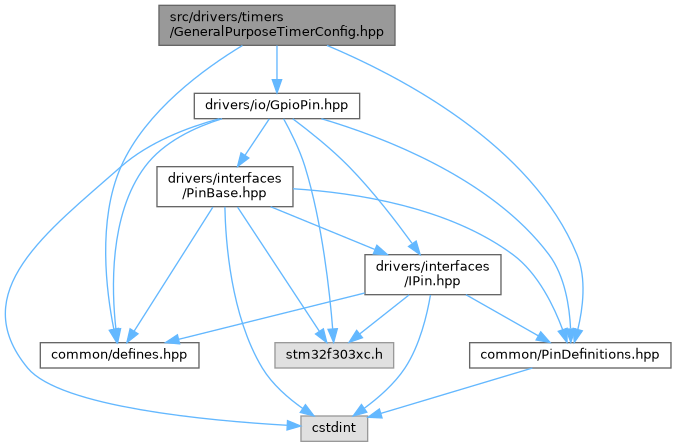 src/drivers/timers
/GeneralPurposeTimerConfig.hpp
drivers/io/GpioPin.hpp
drivers/interfaces
/PinBase.hpp
drivers/interfaces
/IPin.hpp
common/defines.hpp
stm32f303xc.h
common/PinDefinitions.hpp
cstdint